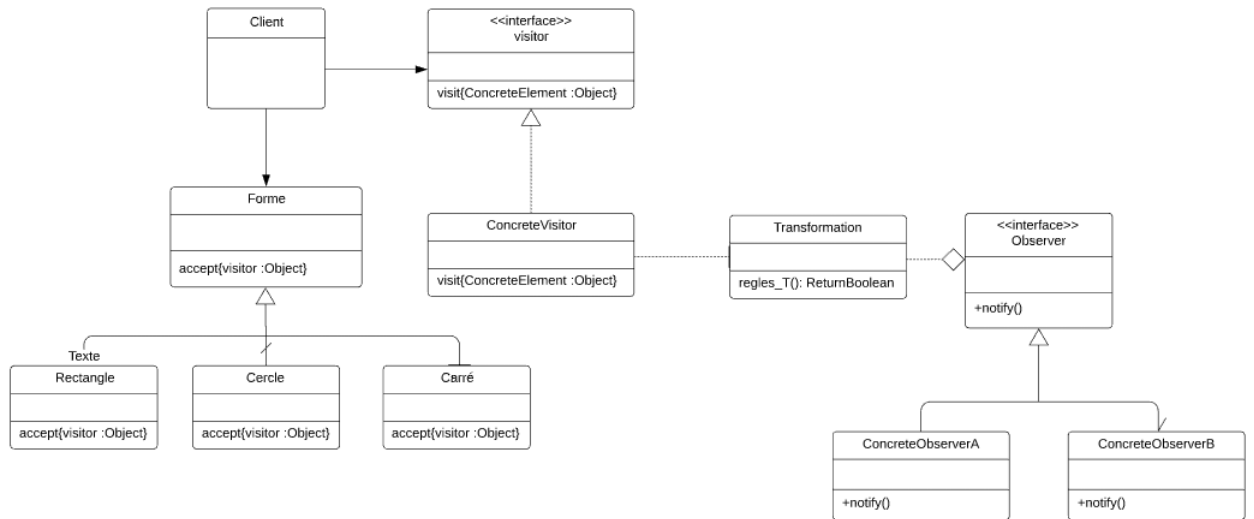 Client
<<interface>>
visitor
visit{ConcreteElement :Object}
Forme
accept{visitor :Object}
ConcreteVisitor
visit{ConcreteElement :Object}
Transformation
regles_T(): ReturnBoolean
<<interface>>
Observer
+notify()
Texte
Rectangle
accept{visitor :Object}
Cercle
accept{visitor :Object}
Carré
accept{visitor :Object}
ConcreteObserverA
+notify()
ConcreteObserverB
+notify()